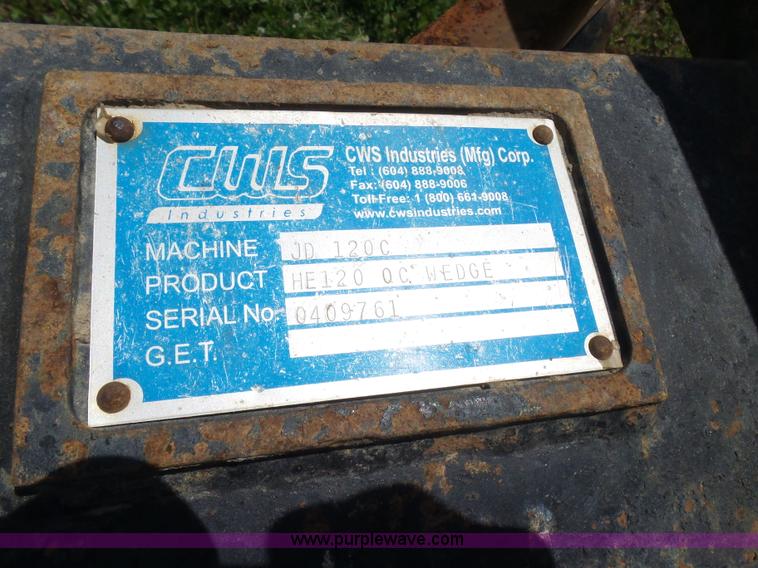 CWS
Industries
CWS Industries (Mfg) Corp.
Tel : (604) 888-9008
Fax: (604) 888-9006
Toll-Free: 1 (800) 661-9008
www.cwsindustries.com
MACHINE JD 120C
PRODUCT HE120 QC WEDGE
SERIAL No. 0409761
G.E.T.
www.purplewave.com